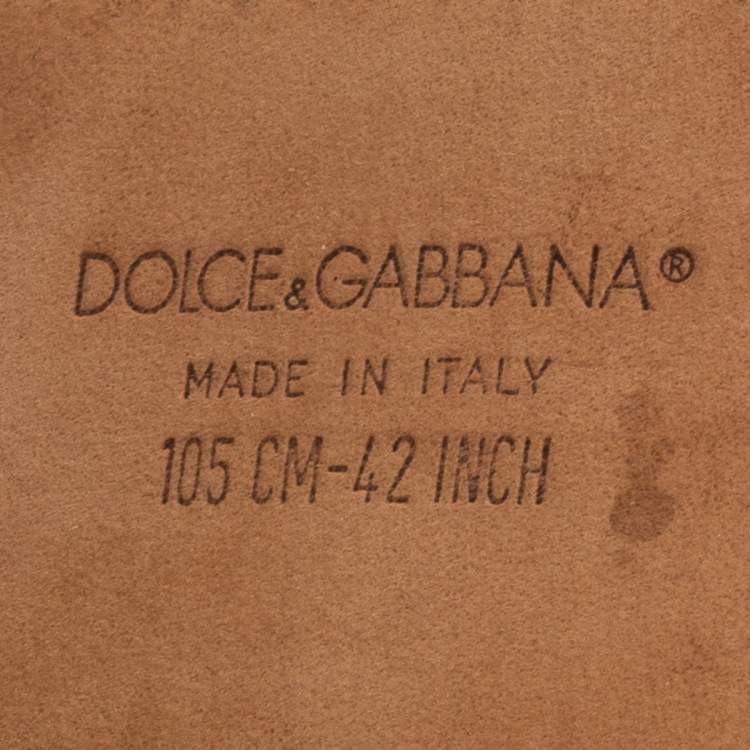 DOLCE&GABBANA®
MADE IN ITALY
105 CM-42 INCH